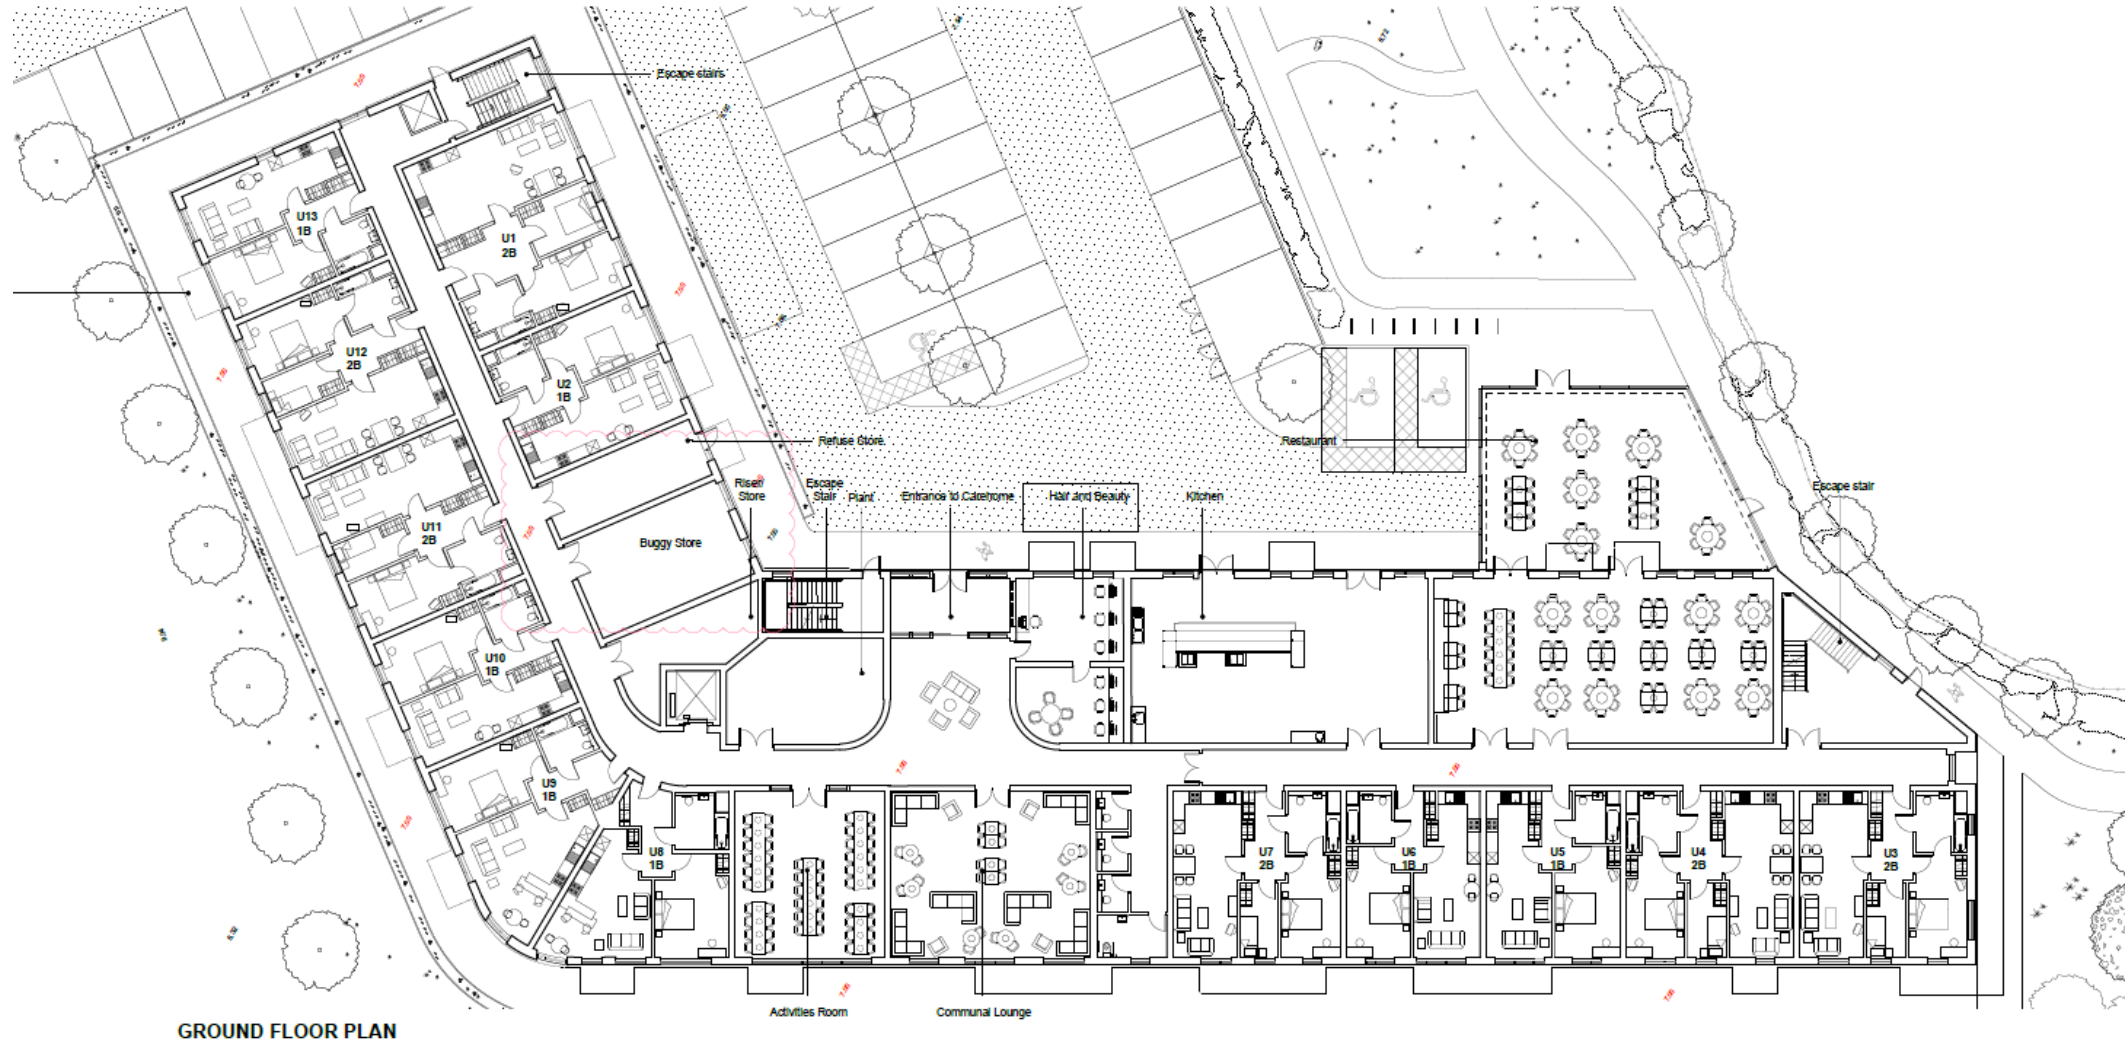 Escape stairs
U13
1B
U1
2B
U12
2B
U2
1B
Refuse Store
Restaurant
Riser/
Store
Escape
Stair
Plant
Entrance to Carehome
Hair and Beauty
Kitchen
Escape stair
U11
2B
Buggy Store
U10
1B
U9
1B
U8
1B
U7
2B
U6
1B
U5
1B
U4
2B
U3
2B
Activities Room
Communal Lounge
GROUND FLOOR PLAN